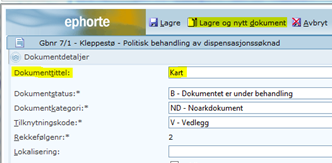 ephorte Lagre Lagre og nytt dokument Avbryt
Gbnr 7/1 - Kleppestø - Politisk behandling av dispensasjonssøknad
Dokumentdetaljer
Dokumenttittel: Kart
Dokumentstatus:* B - Dokumentet er under behandling
Dokumentkategori:* ND - Noarkdokument
Tilknytningskode:* V - Vedlegg
Rekkefølgenr:* 2
Lokalisering: